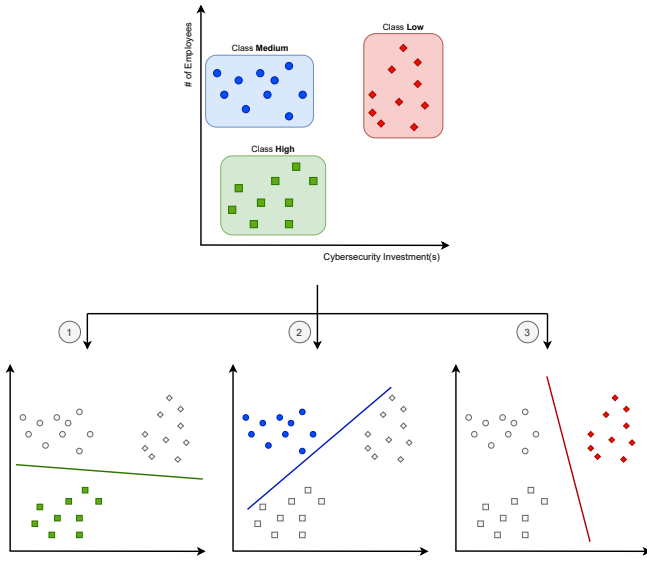 # of Employees
Class Low
Class Medium
Class High
Cybersecurity Investment(s)
1
2
3